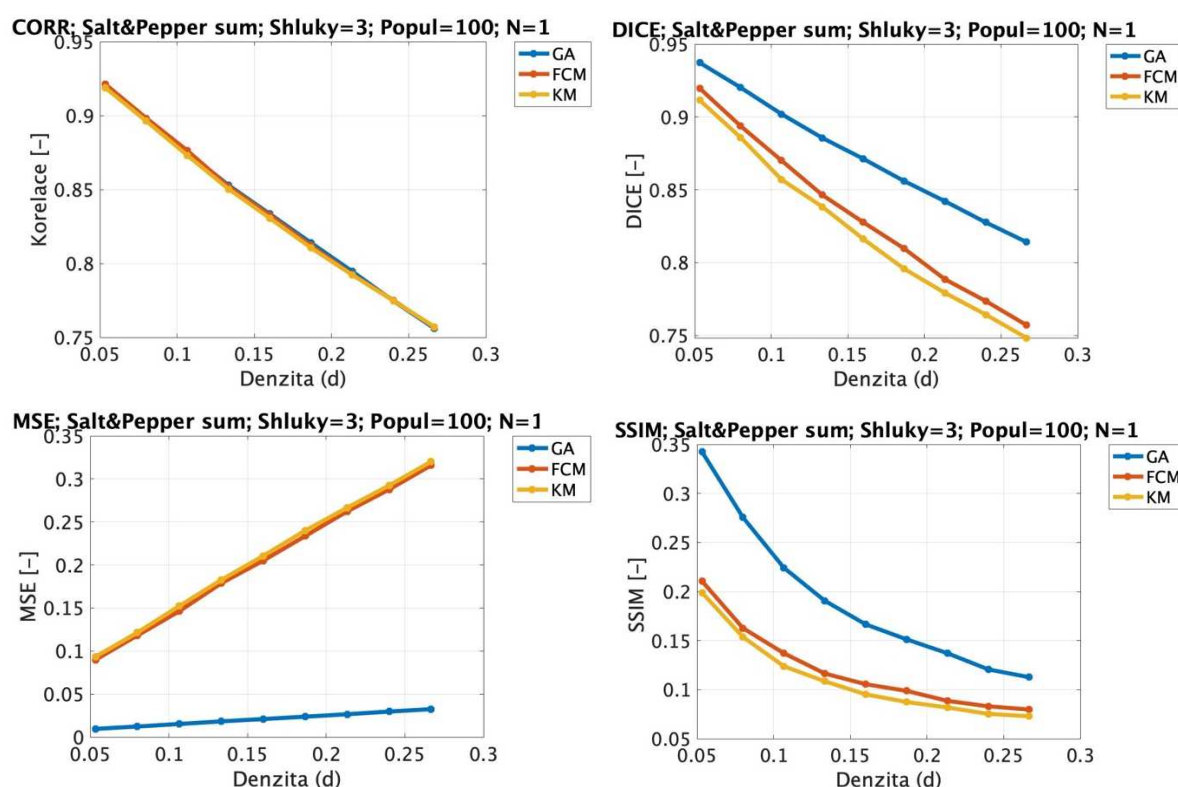 CORR; Salt&Pepper sum; Shluky=3; Popul=100; N=1
0.95
0.9
0.85
0.8
0.75
Korelace [-]
0.05 0.1 0.15 0.2 0.25 0.3
Denzita (d)
GA
FCM
KM
DICE; Salt&Pepper sum; Shluky=3; Popul=100; N=1
0.95
0.9
0.85
0.8
0.75
DICE [-]
0.05 0.1 0.15 0.2 0.25 0.3
Denzita (d)
GA
FCM
KM
MSE; Salt&Pepper sum; Shluky=3; Popul=100; N=1
0.35
0.3
0.25
0.2
0.15
0.1
0.05
0
MSE [-]
0.05 0.1 0.15 0.2 0.25 0.3
Denzita (d)
GA
FCM
KM
SSIM; Salt&Pepper sum; Shluky=3; Popul=100; N=1
0.35
0.3
0.25
0.2
0.15
0.1
0.05
SSIM [-]
0.05 0.1 0.15 0.2 0.25 0.3
Denzita (d)
GA
FCM
KM